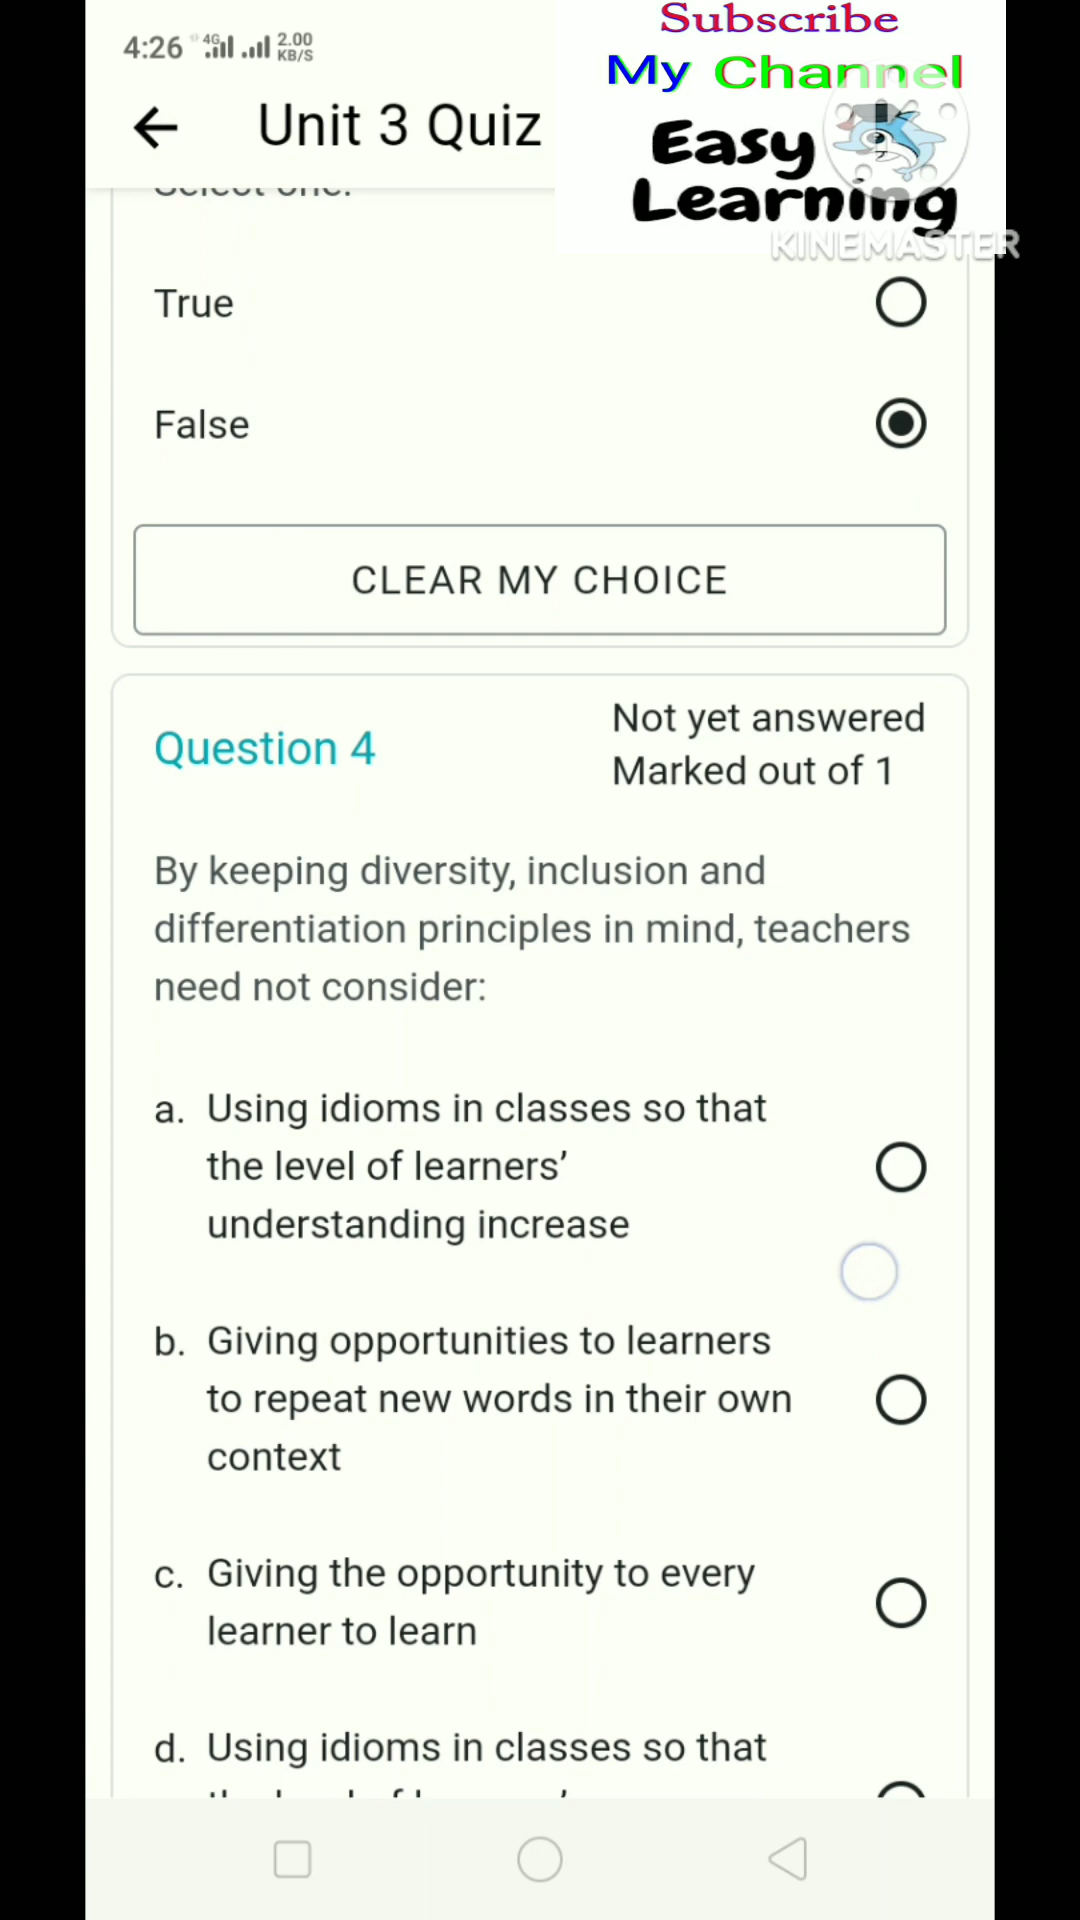 Subscribe
My Channel
Easy
Learning
KINEMASTER
4:26 4G 2.00
KB/S
Unit 3 Quiz
Select one:
True
False
CLEAR MY CHOICE
Question 4
Not yet answered
Marked out of 1
By keeping diversity, inclusion and
differentiation principles in mind, teachers
need not consider:
a. Using idioms in classes so that
the level of learners’
understanding increase
b. Giving opportunities to learners
to repeat new words in their own
context
c. Giving the opportunity to every
learner to learn
d. Using idioms in classes so that